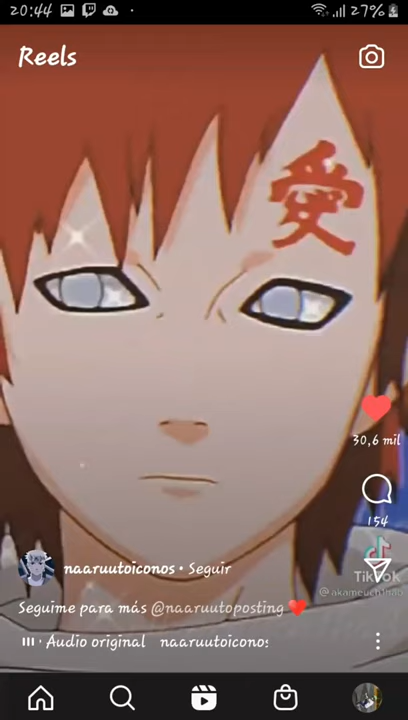 20:44
27%
Reels
愛
30,6 mil
154
TikTok
naaruutoiconos • Seguir
Seguime para más @naaruutoposting ❤️
· Audio original naaruutoiconos